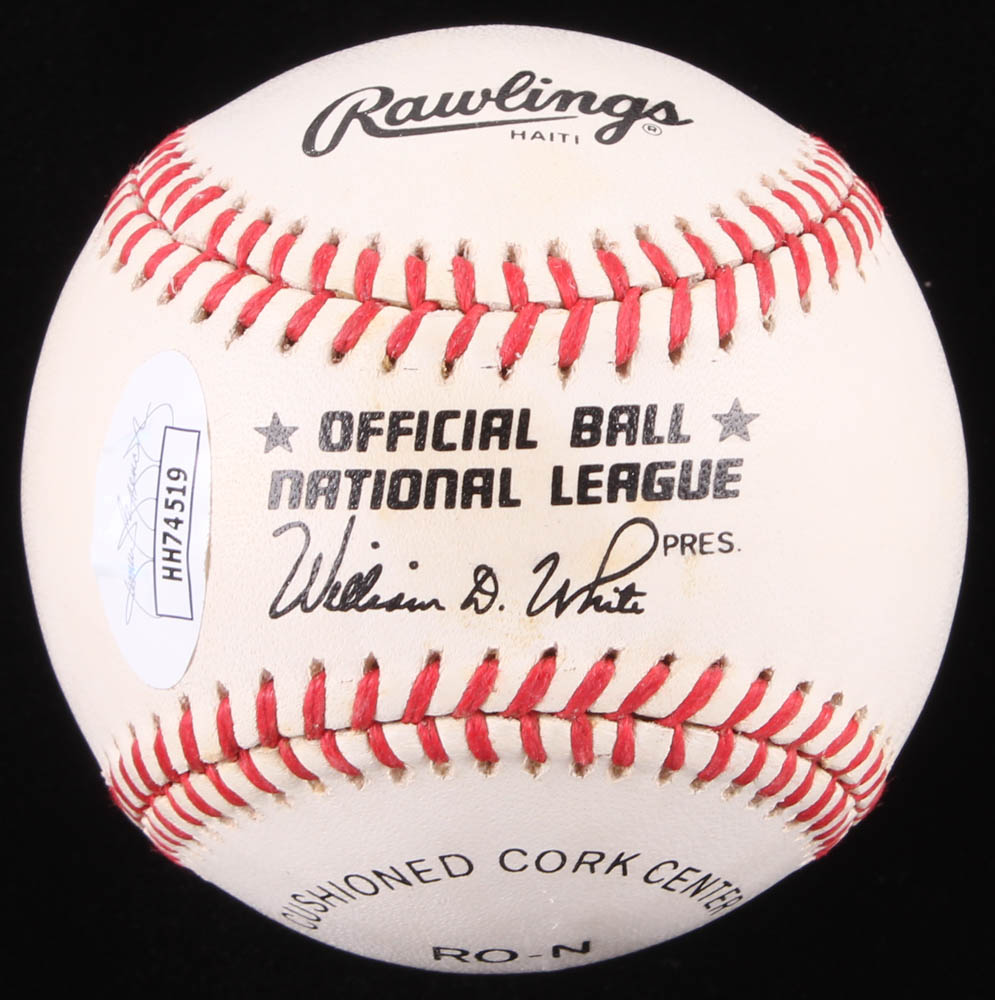 Rawlings®
HAITI
★ OFFICIAL BALL ★
NATIONAL LEAGUE
William D. White PRES.
HH74519
CUSHIONED CORK CENTER
RO-N